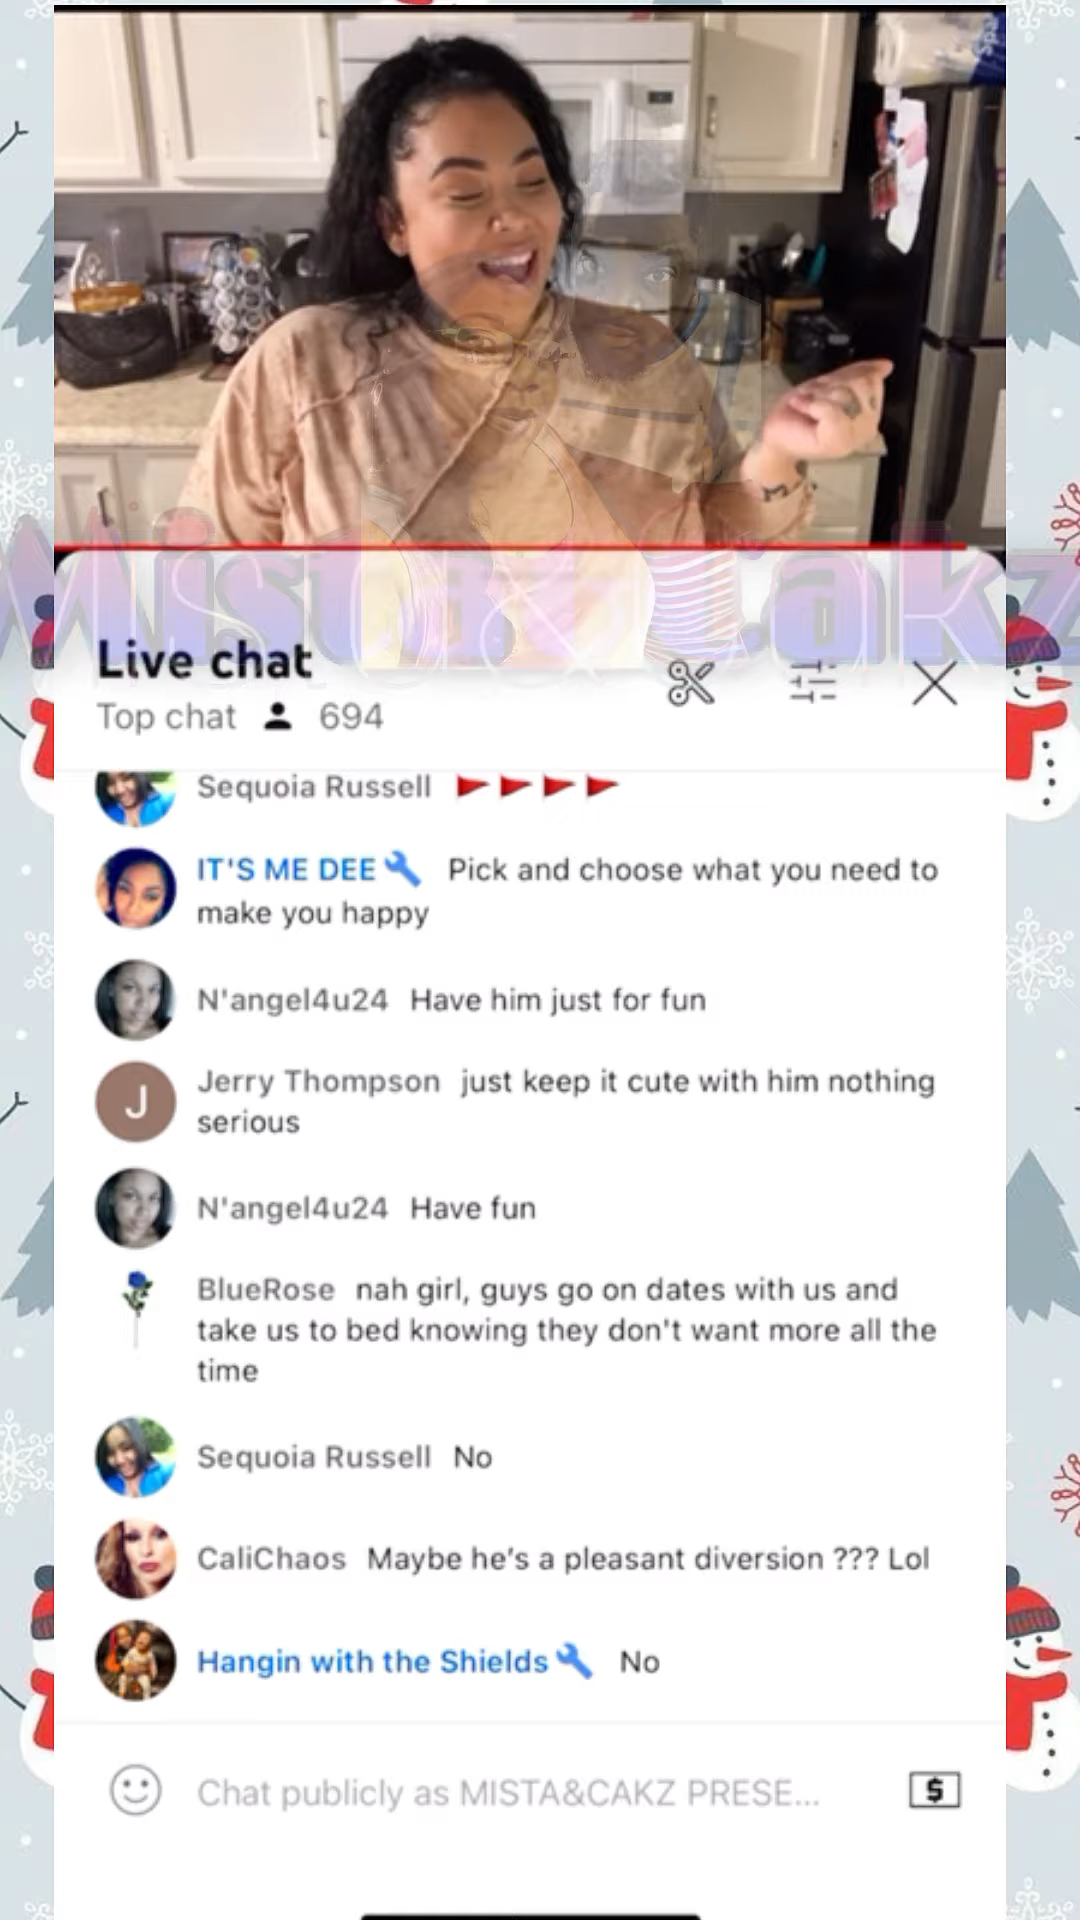 Mista & Cakz
Live chat
Top chat 694
Sequoia Russell
IT'S ME DEE Pick and choose what you need to
make you happy
N'angel4u24 Have him just for fun
J
Jerry Thompson just keep it cute with him nothing
serious
N'angel4u24 Have fun
BlueRose nah girl, guys go on dates with us and
take us to bed knowing they don't want more all the
time
Sequoia Russell No
CaliChaos Maybe he's a pleasant diversion ??? Lol
Hangin with the Shields No
Chat publicly as MISTA&CAKZ PRESE...
$